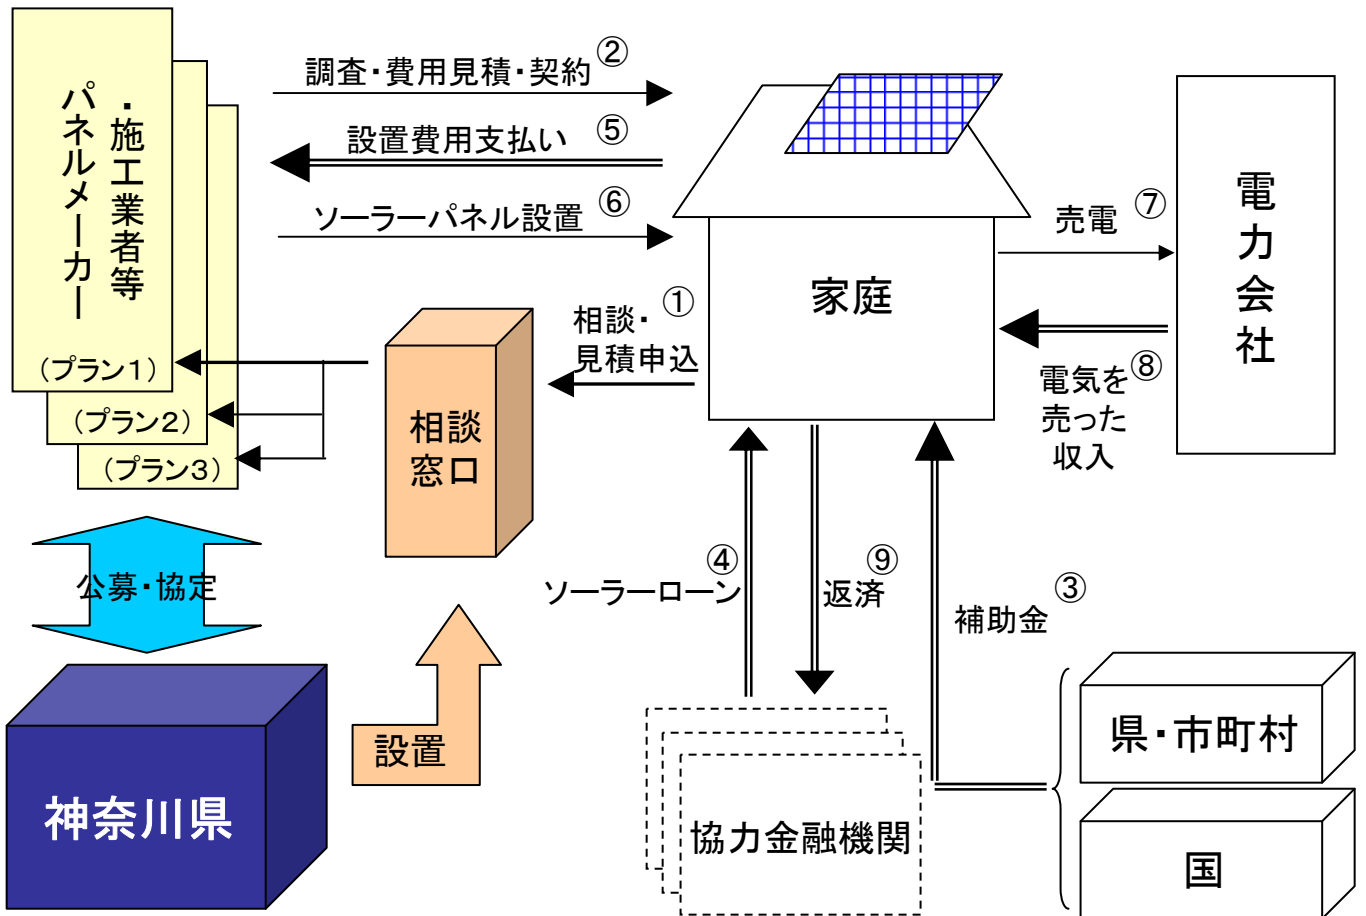 パネルメーカー
・施工業者等
(プラン1)
(プラン2)
(プラン3)
調査・費用見積・契約②
設置費用支払い⑤
ソーラーパネル設置⑥
相談・①
見積申込
相談
窓口
家庭
売電⑦
電気を⑧
売った
収入
電力会社
公募・協定
神奈川県
設置
ソーラーローン④
返済⑨
補助金③
協力金融機関
県・市町村
国